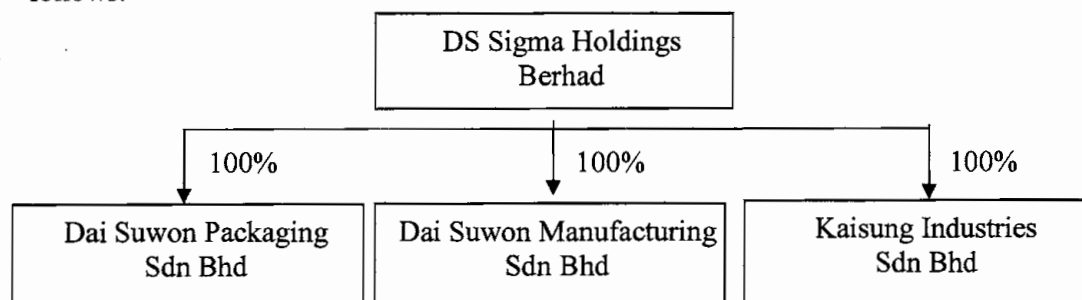 DS Sigma Holdings
Berhad
100%
100%
100%
Dai Suwon Packaging
Sdn Bhd
Dai Suwon Manufacturing
Sdn Bhd
Kaisung Industries
Sdn Bhd